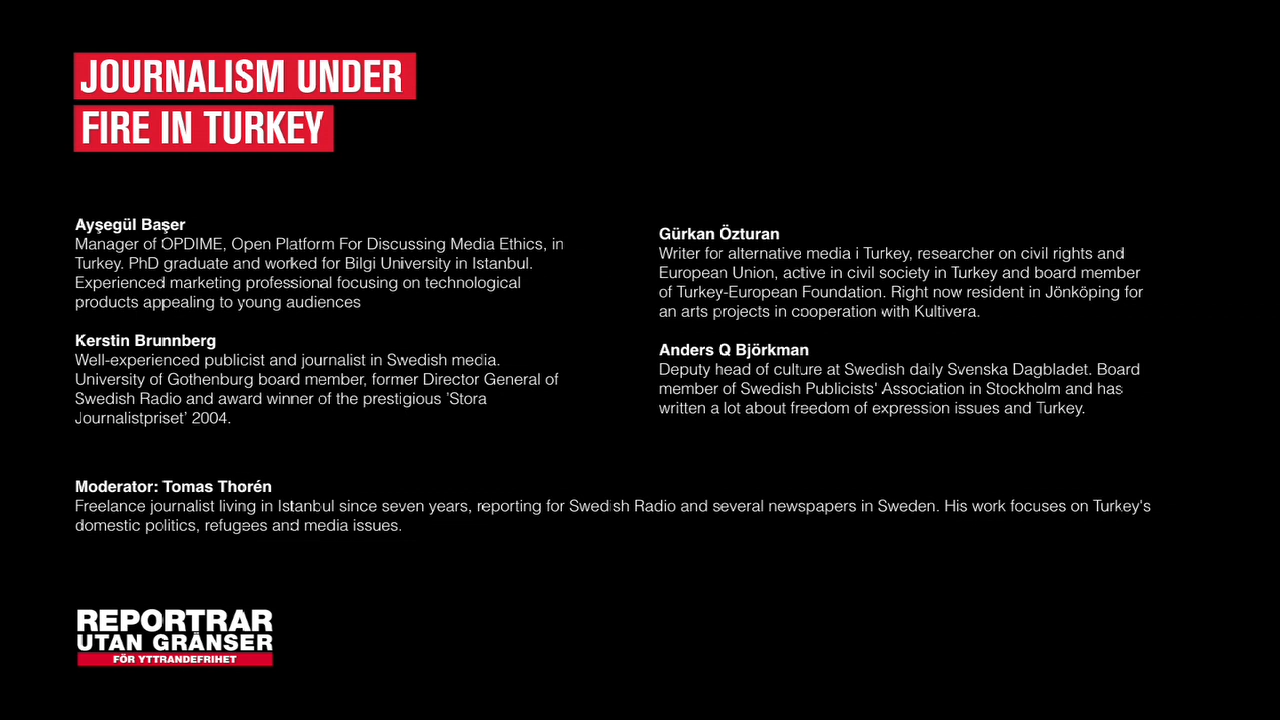 JOURNALISM UNDER
FIRE IN TURKEY
Ayşegül Başer
Manager of OPDIME, Open Platform For Discussing Media Ethics, in
Turkey. PhD graduate and worked for Bilgi University in Istanbul.
Experienced marketing professional focusing on technological
products appealing to young audiences
Kerstin Brunnberg
Well-experienced publicist and journalist in Swedish media.
University of Gothenburg board member, former Director General of
Swedish Radio and award winner of the prestigious 'Stora
Journalistpriset' 2004.
Gürkan Özturan
Writer for alternative media i Turkey, researcher on civil rights and
European Union, active in civil society in Turkey and board member
of Turkey-European Foundation. Right now resident in Jönköping for
an arts projects in cooperation with Kultivera.
Anders Q Björkman
Deputy head of culture at Swedish daily Svenska Dagbladet. Board
member of Swedish Publicists' Association in Stockholm and has
written a lot about freedom of expression issues and Turkey.
Moderator: Tomas Thorén
Freelance journalist living in Istanbul since seven years, reporting for Swedish Radio and several newspapers in Sweden. His work focuses on Turkey's
domestic politics, refugees and media issues.
REPORTRAR
UTAN GRÄNSER
FÖR YTTRANDEFRIHET